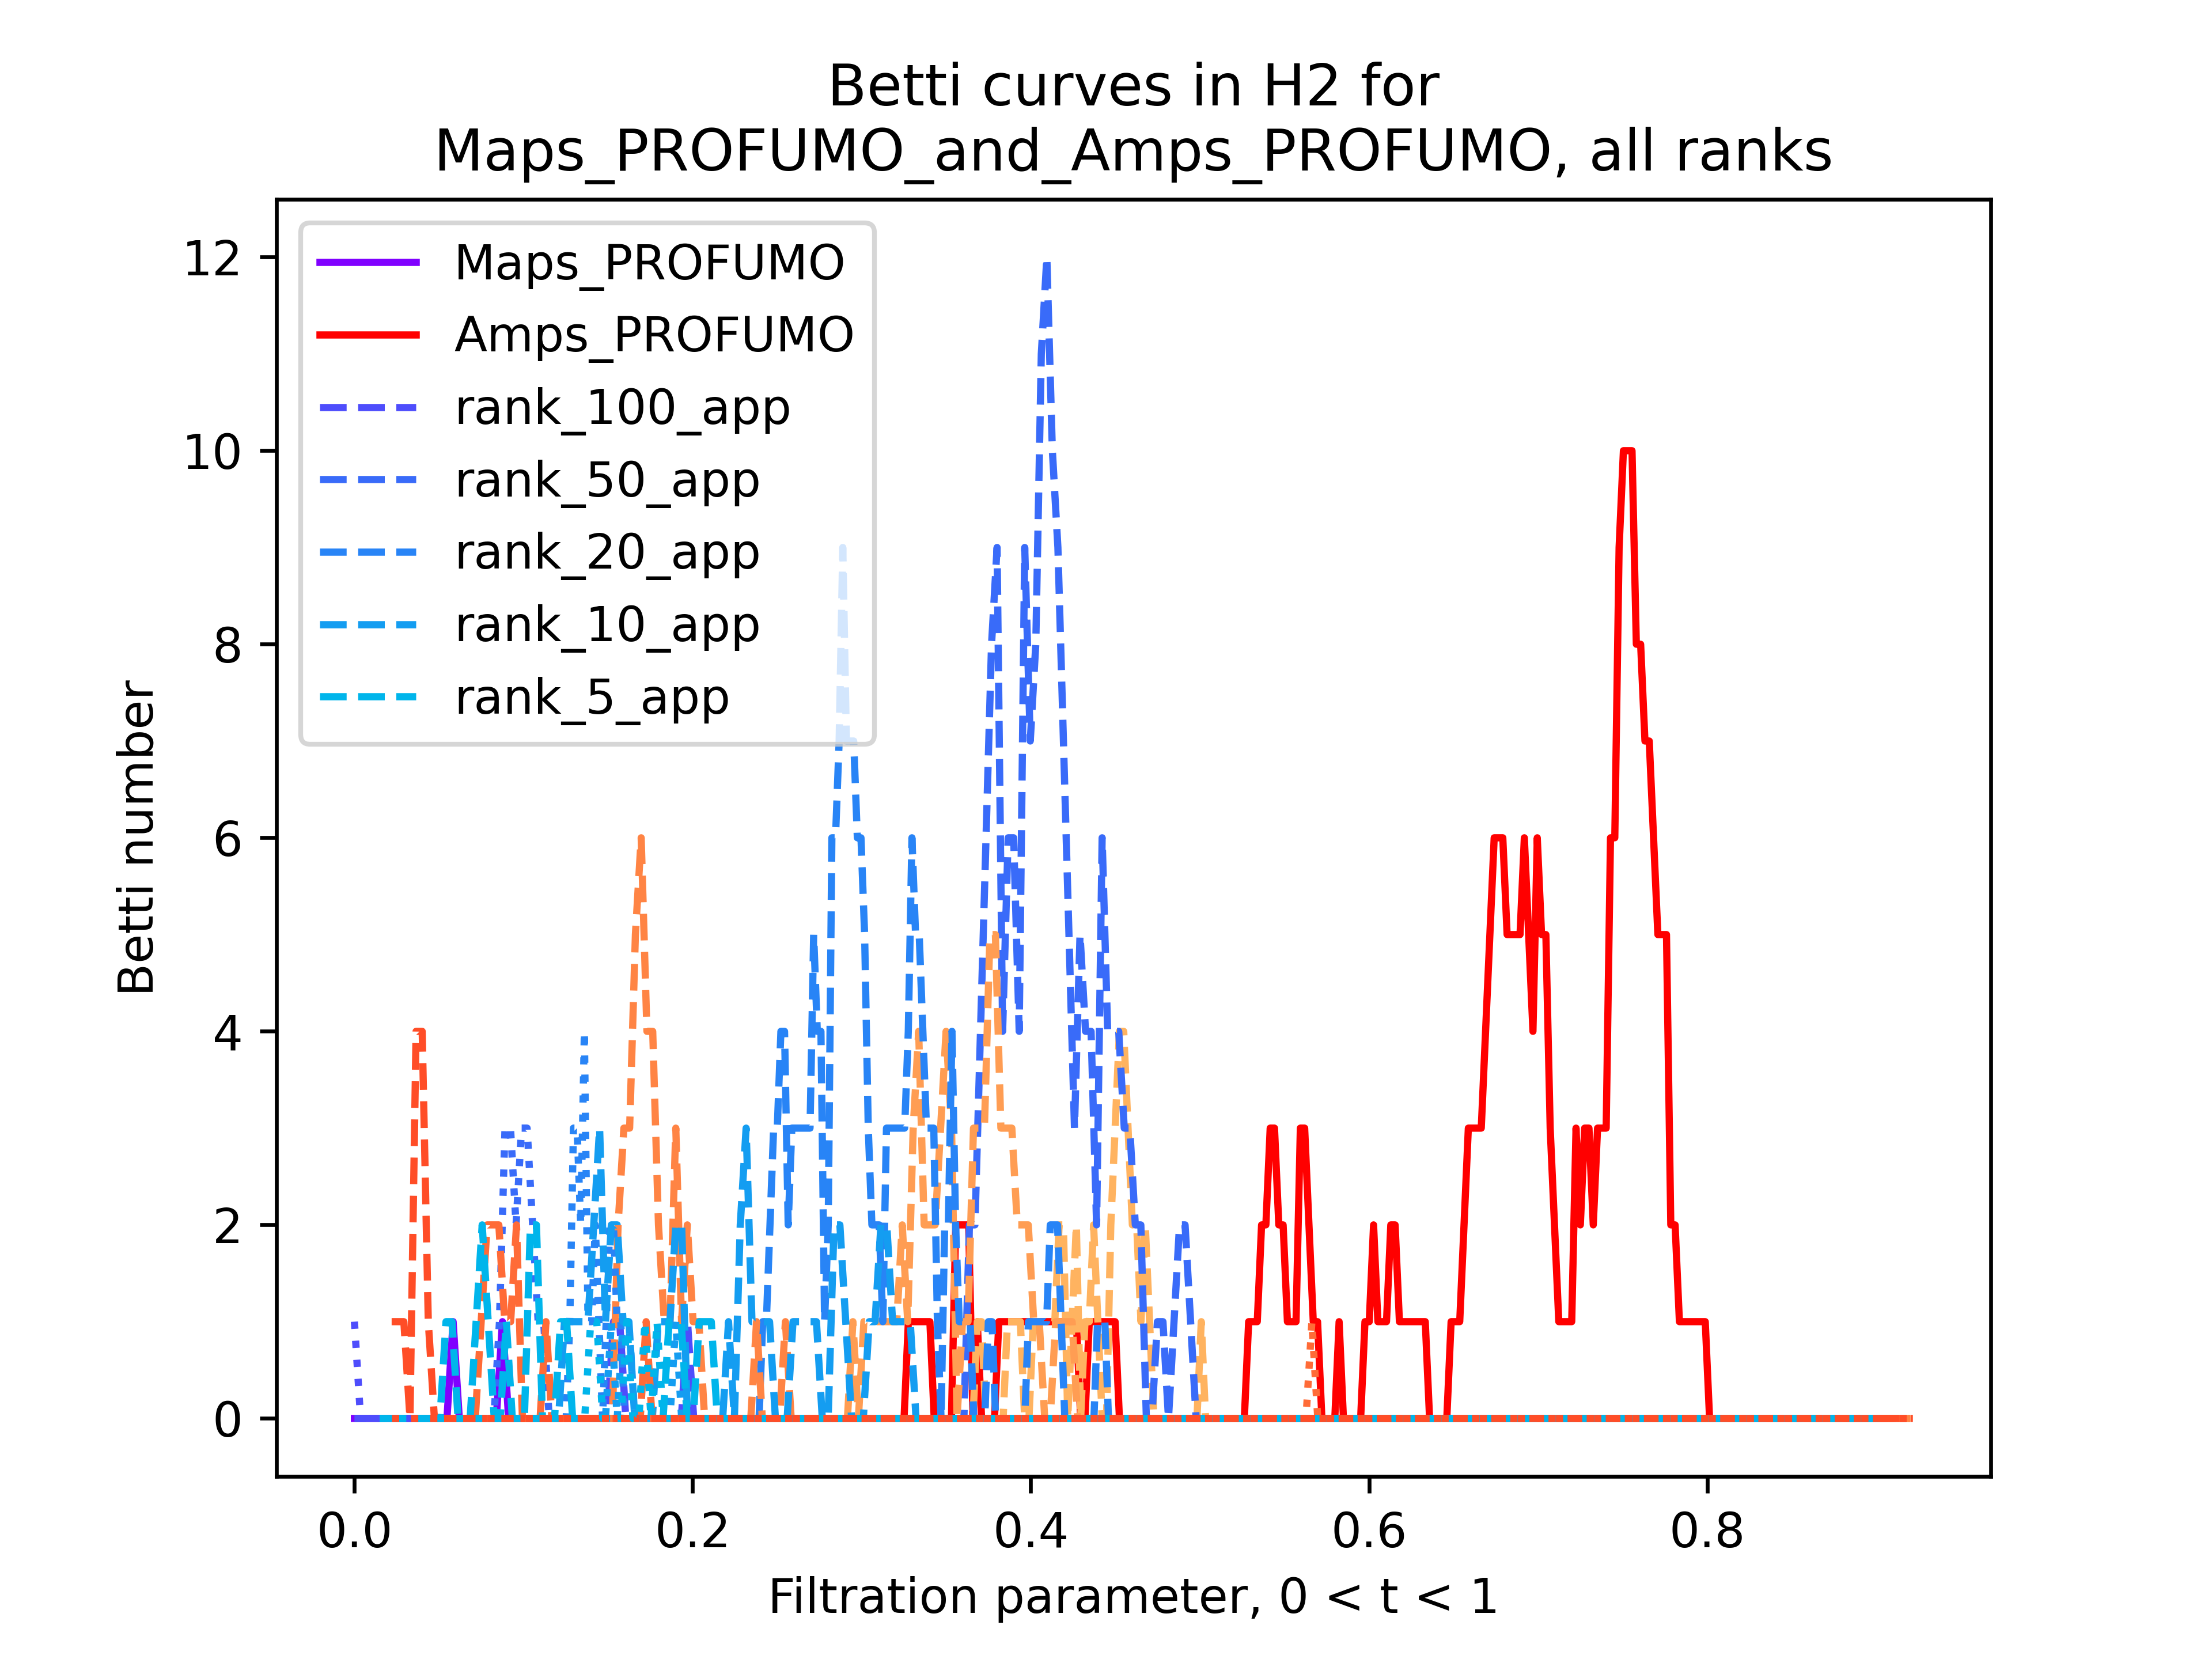 Betti curves in H2 for
Maps_PROFUMO_and_Amps_PROFUMO, all ranks
Maps_PROFUMO
Amps_PROFUMO
rank_100_app
rank_50_app
rank_20_app
rank_10_app
rank_5_app
Betti number
12
10
8
6
4
2
0
0.0 0.2 0.4 0.6 0.8
Filtration parameter, 0 < t < 1